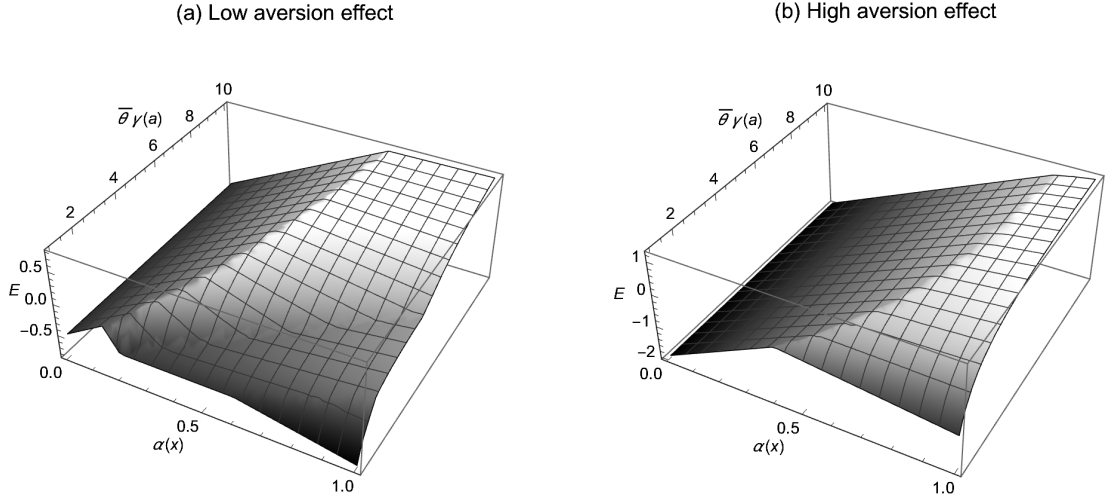 (a) Low aversion effect
(b) High aversion effect
10
8
θ̅ γ(a)
6
4
2
0.5
E 0.0
−0.5
0.0
0.5
α(x)
1.0
10
8
θ̅ γ(a)
6
4
2
1
E 0
−1
−2
0.0
0.5
α(x)
1.0